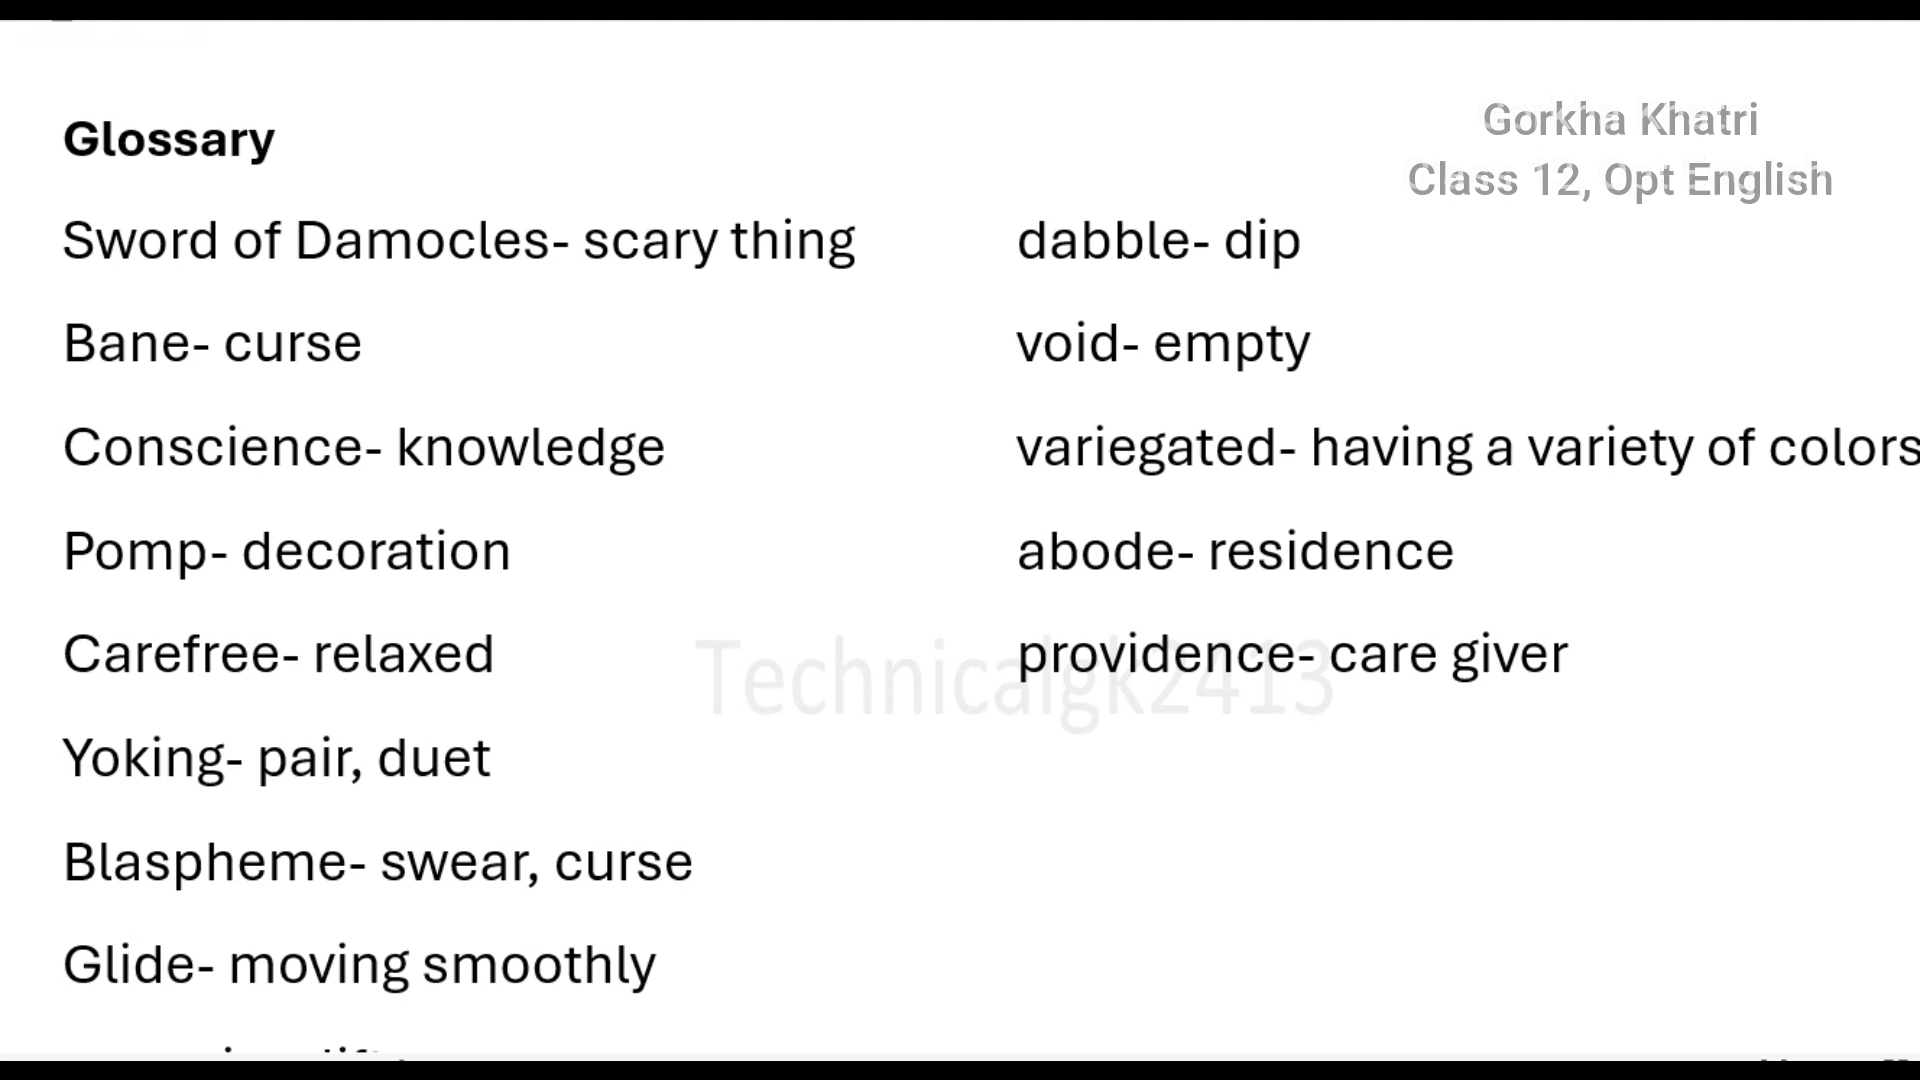 Glossary
Gorkha Khatri
Class 12, Opt English
Sword of Damocles- scary thing
Bane- curse
Conscience- knowledge
Pomp- decoration
Carefree- relaxed
Yoking- pair, duet
Blaspheme- swear, curse
Glide- moving smoothly
dabble- dip
void- empty
variegated- having a variety of colors
abode- residence
providence- care giver
Technicalgk2413